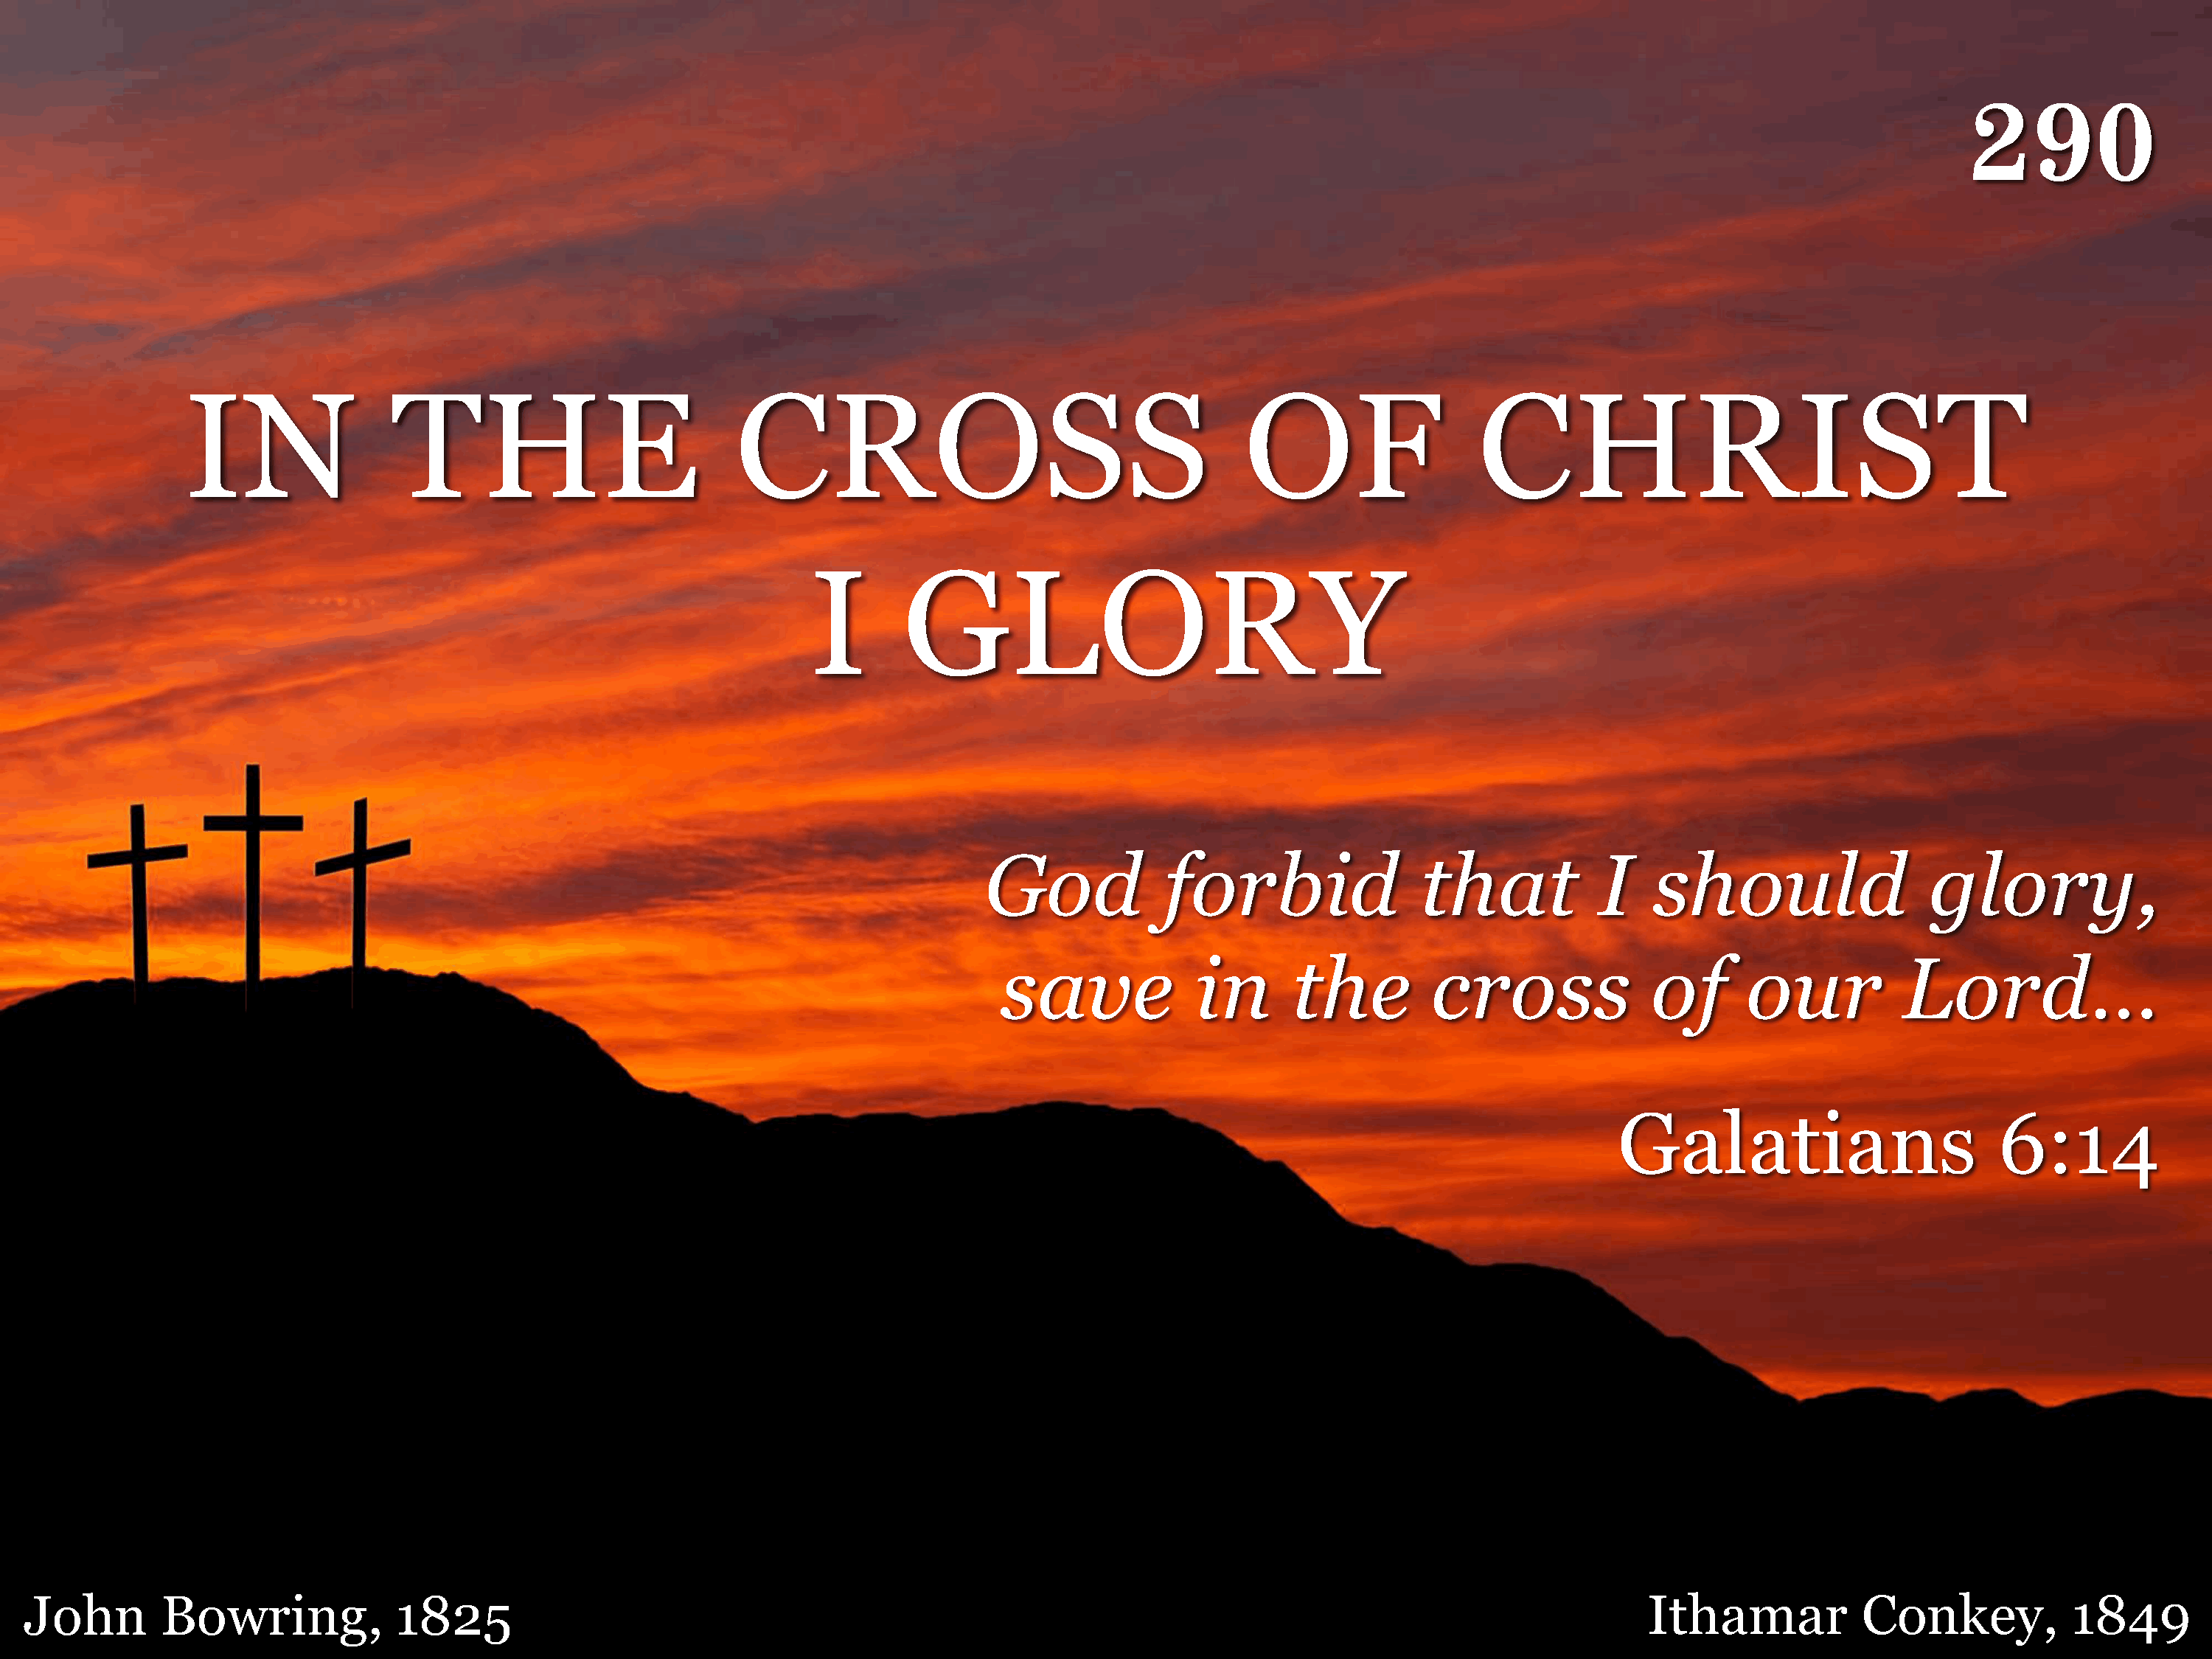 290
IN THE CROSS OF CHRIST
I GLORY
God forbid that I should glory,
save in the cross of our Lord…
Galatians 6:14
John Bowring, 1825
Ithamar Conkey, 1849